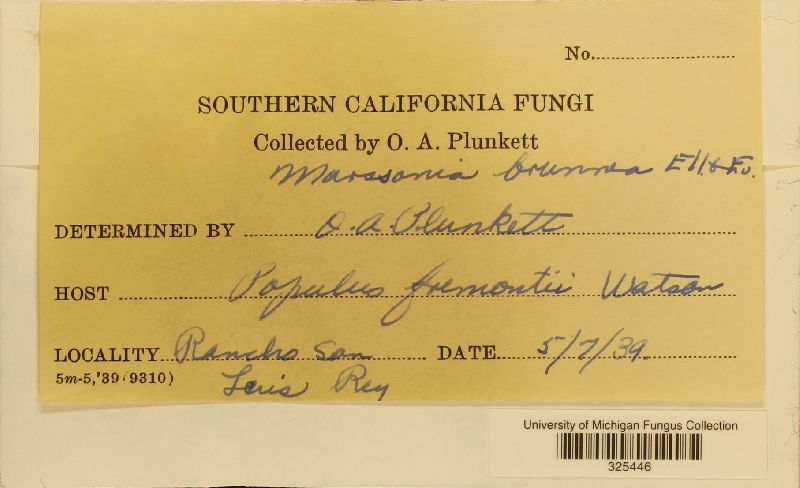 No.
SOUTHERN CALIFORNIA FUNGI
Collected by O. A. Plunkett
Marssonia brunnea Ell. & Ev.
DETERMINED BY O. A. Plunkett
HOST Populus fremontii Watson
LOCALITY Rancho San DATE 5/7/39.
5m-5,'39(9310) Luis Rey
University of Michigan Fungus Collection
325446